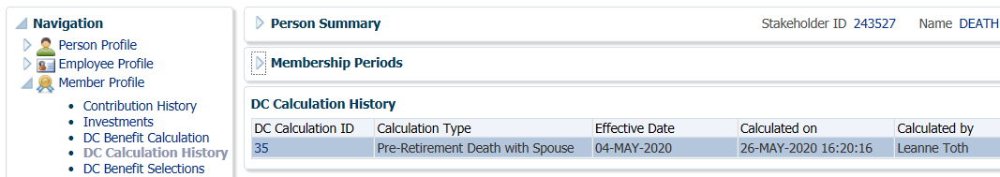 Navigation
Person Profile
Employee Profile
Member Profile
Contribution History
Investments
DC Benefit Calculation
DC Calculation History
DC Benefit Selections
Person Summary Stakeholder ID 243527 Name DEATH
Membership Periods
DC Calculation History
DC Calculation ID Calculation Type Effective Date Calculated on Calculated by
35 Pre-Retirement Death with Spouse 04-MAY-2020 26-MAY-2020 16:20:16 Leanne Toth